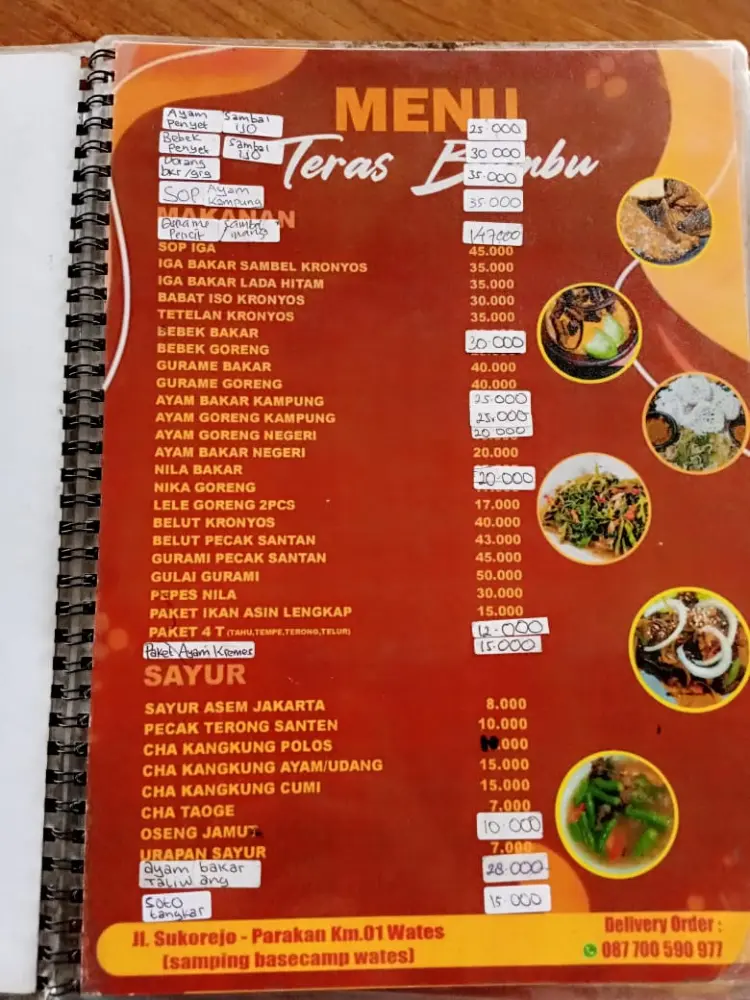 MENU
Ayam Penyet Sambal IJO 25.000
Teras B mbu
Bebek Penyet Sambal IJO 30.000
bkr/grg 35.000
SOP Ayam Kampung 35.000
MAKANAN
Gurame Pencit / Sambel mangga 47000
SOP IGA 45.000
IGA BAKAR SAMBEL KRONYOS 35.000
IGA BAKAR LADA HITAM 35.000
BABAT ISO KRONYOS 30.000
TETELAN KRONYOS 35.000
BEBEK BAKAR
BEBEK GORENG 30.000
GURAME BAKAR 40.000
GURAME GORENG 40.000
AYAM BAKAR KAMPUNG 25.000
AYAM GORENG KAMPUNG 25.000
AYAM GORENG NEGERI 20.000
AYAM BAKAR NEGERI 20.000
NILA BAKAR
NIKA GORENG 20.000
LELE GORENG 2PCS 17.000
BELUT KRONYOS 40.000
BELUT PECAK SANTAN 43.000
GURAMI PECAK SANTAN 45.000
GULAI GURAMI 50.000
PEPES NILA 30.000
PAKET IKAN ASIN LENGKAP 15.000
PAKET 4 T (TAHU,TEMPE,TERONG,TELUR) 12.000
Paket Ayam Kremes 15.000
SAYUR
SAYUR ASEM JAKARTA 8.000
PECAK TERONG SANTEN 10.000
CHA KANGKUNG POLOS .000
CHA KANGKUNG AYAM/UDANG 15.000
CHA KANGKUNG CUMI 15.000
CHA TAOGE 7.000
OSENG JAMUR 10.000
URAPAN SAYUR 7.000
ayam bakar Taliwang 28.000
Soto tangkar 15.000
Jl. Sukorejo - Parakan Km.01 Wates
(samping basecamp wates)
Delivery Order :
087 700 590 977